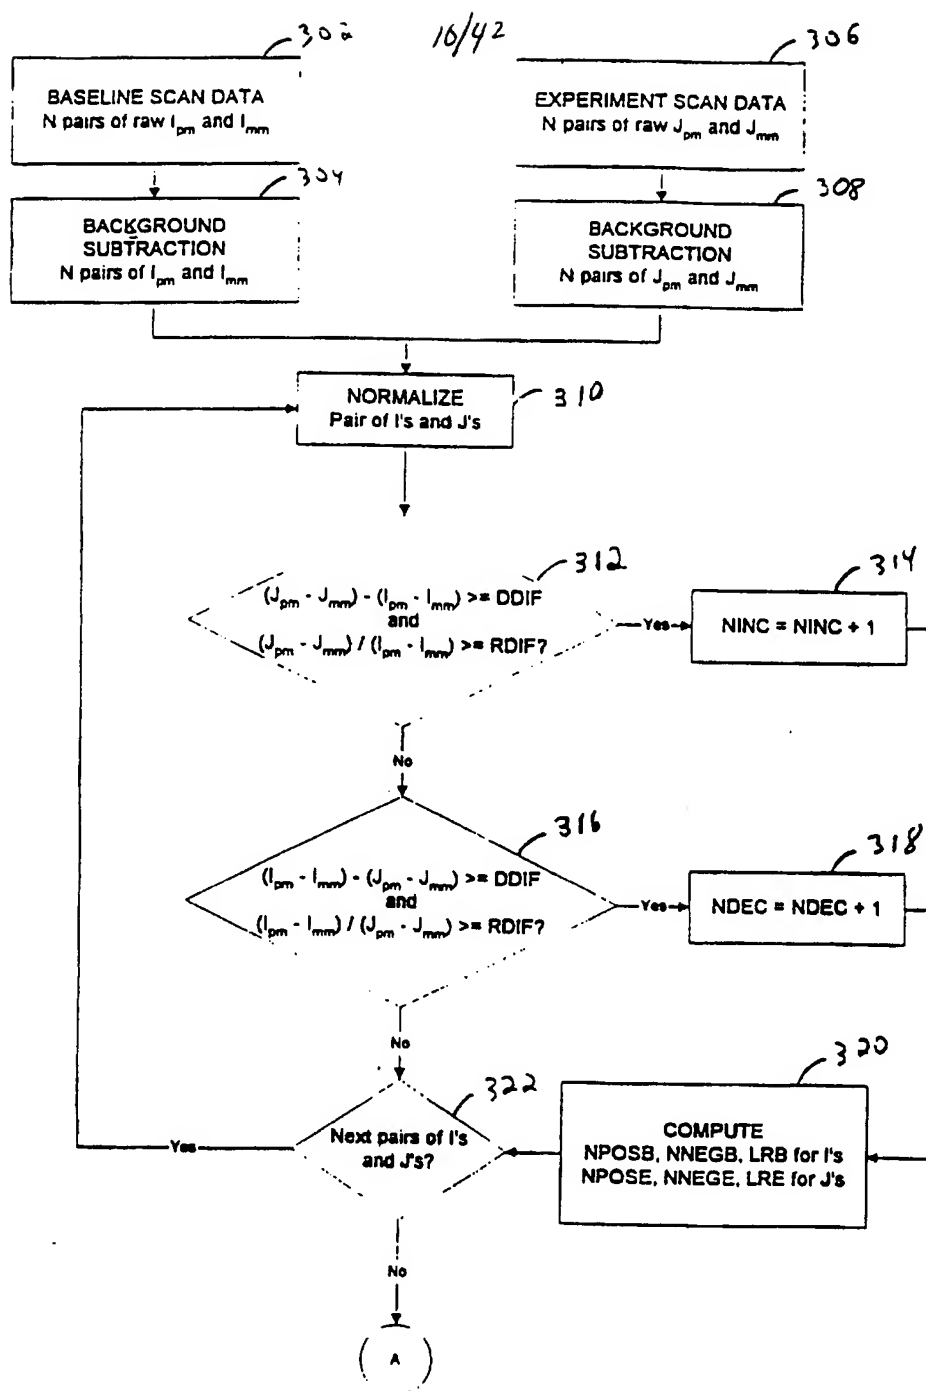 302
10/42
306
BASELINE SCAN DATA
N pairs of raw Ipm and Imm
EXPERIMENT SCAN DATA
N pairs of raw Jpm and Jmm
304
308
BACKGROUND
SUBTRACTION
N pairs of Ipm and Imm
BACKGROUND
SUBTRACTION
N pairs of Jpm and Jmm
NORMALIZE
Pair of I's and J's
310
312
(Jpm - Jmm) - (Ipm - Imm) >= DDIF
and
(Jpm - Jmm) / (Ipm - Imm) >= RDIF?
Yes
314
NINC = NINC + 1
No
316
(Ipm - Imm) - (Jpm - Jmm) >= DDIF
and
(Ipm - Imm) / (Jpm - Jmm) >= RDIF?
Yes
318
NDEC = NDEC + 1
No
322
Next pairs of I's
and J's?
Yes
320
COMPUTE
NPOSB, NNEGB, LRB for I's
NPOSE, NNEGE, LRE for J's
No
A